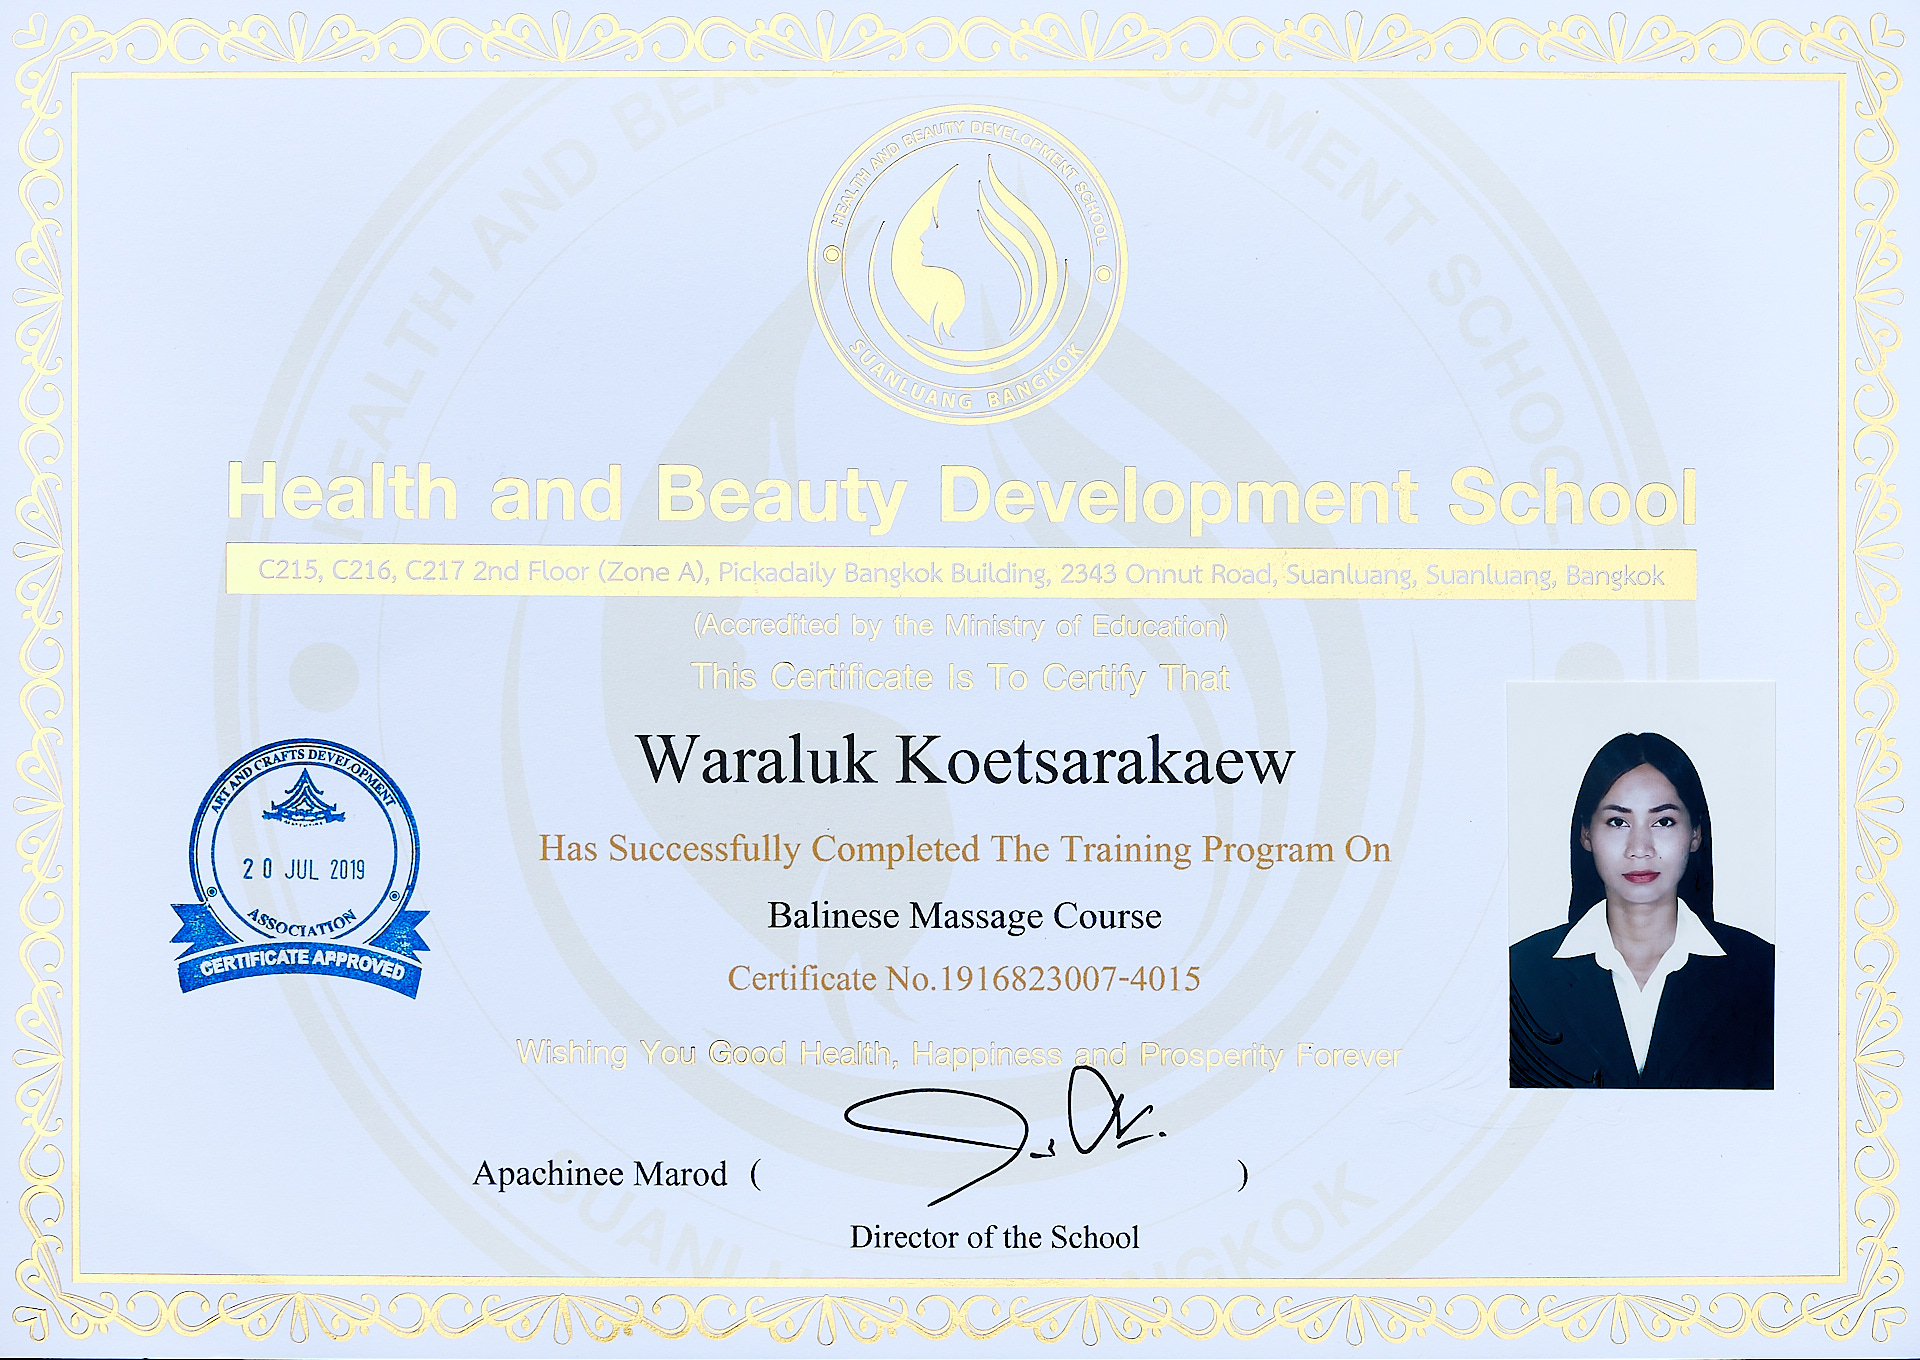 HEALTH AND BEAUTY DEVELOPMENT SCHOOL
SUANLUANG BANGKOK
Health and Beauty Development School
C215, C216, C217 2nd Floor (Zone A), Pickadaily Bangkok Building, 2343 Onnut Road, Suanluang, Suanluang, Bangkok
(Accredited by the Ministry of Education)
This Certificate Is To Certify That
Waraluk Koetsarakaew
Has Successfully Completed The Training Program On
Balinese Massage Course
Certificate No.1916823007-4015
Wishing You Good Health, Happiness and Prosperity Forever
Apachinee Marod ( )
Director of the School
ART AND CRAFTS DEVELOPMENT
20 JUL 2019
ASSOCIATION
CERTIFICATE APPROVED